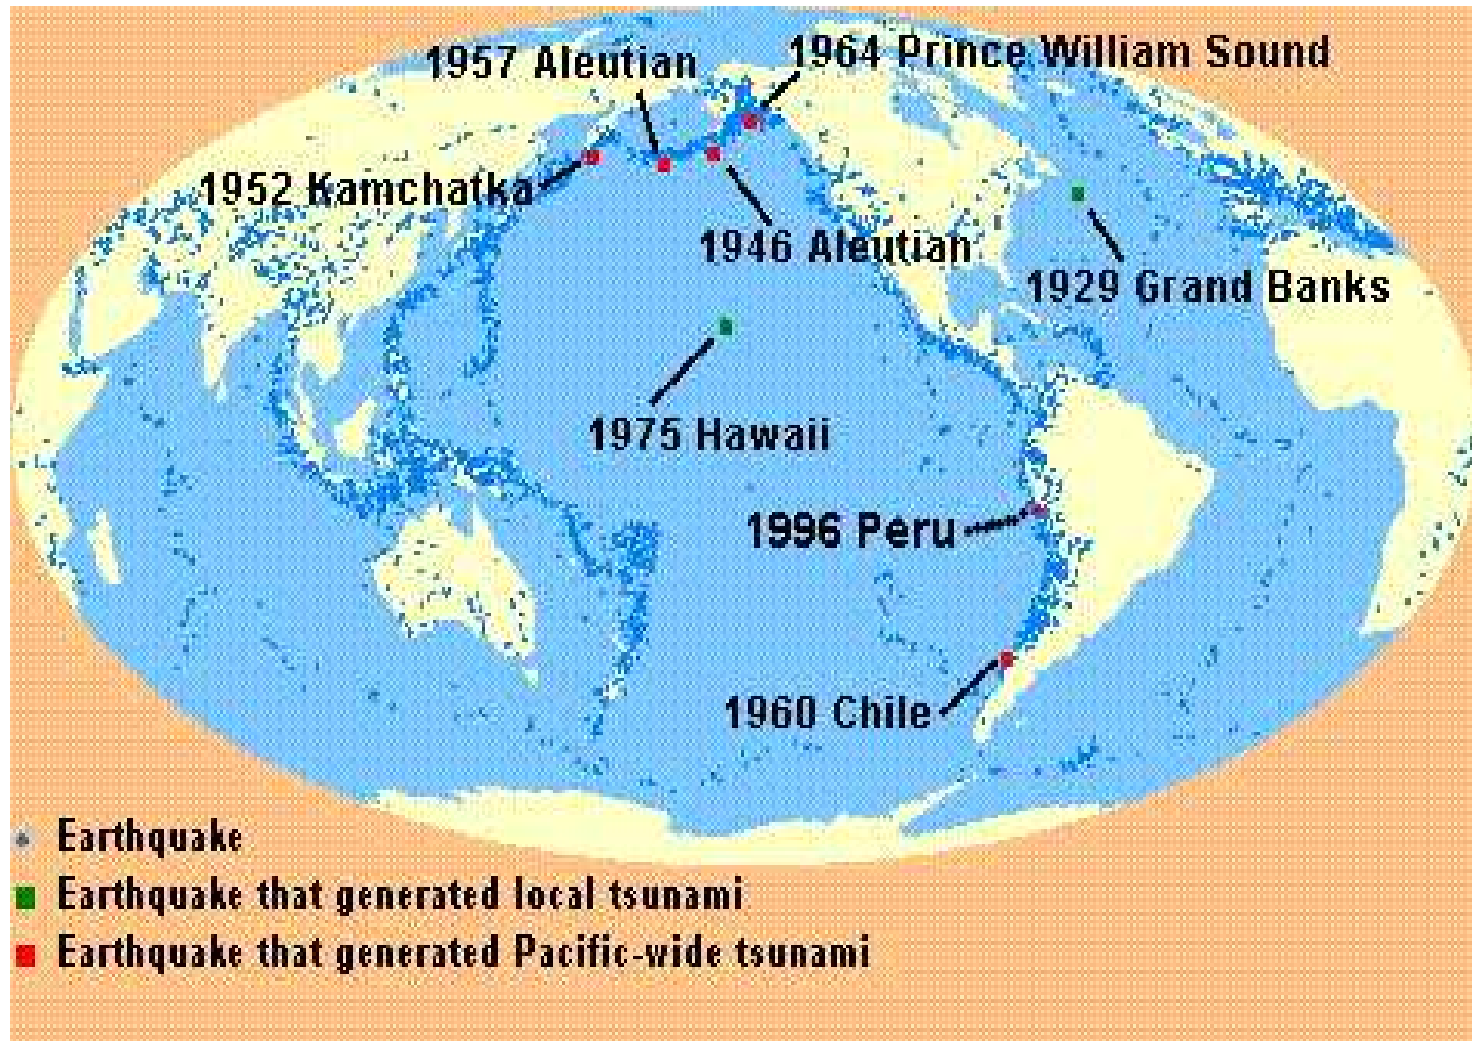 1957 Aleutian
1964 Prince William Sound
1952 Kamchatka
1946 Aleutian
1929 Grand Banks
1975 Hawaii
1996 Peru
1960 Chile
Earthquake
Earthquake that generated local tsunami
Earthquake that generated Pacific-wide tsunami